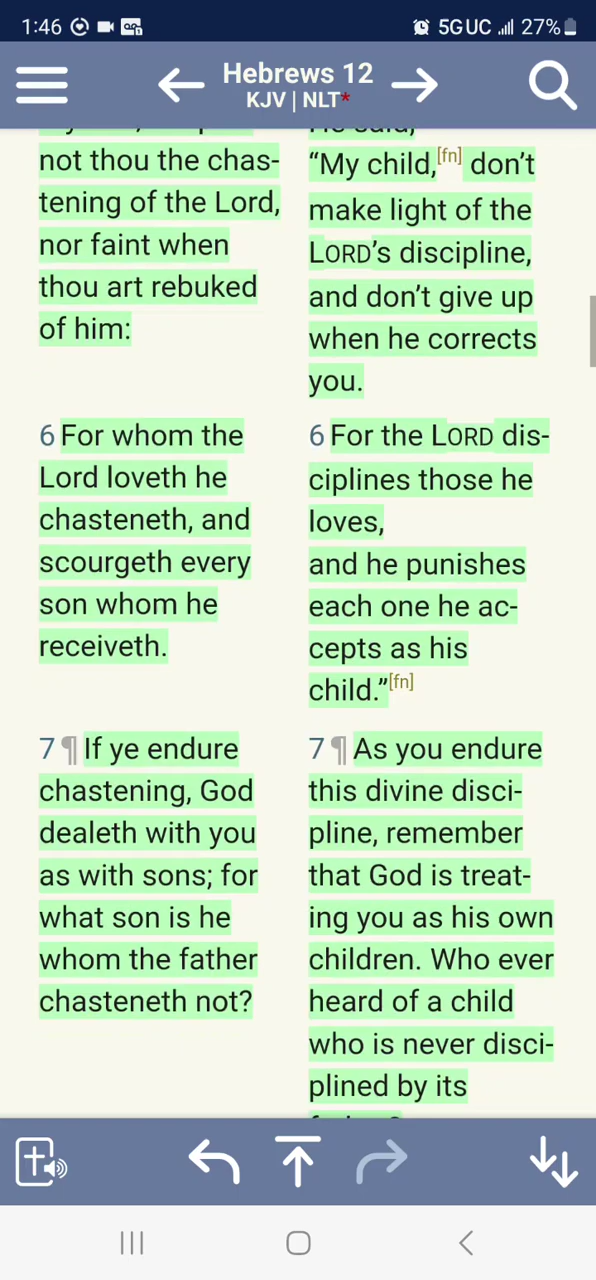 1:46 5GUC 27%
Hebrews 12
KJV | NLT*
not thou the chas-
tening of the Lord,
nor faint when
thou art rebuked
of him:
6 For whom the
Lord loveth he
chasteneth, and
scourgeth every
son whom he
receiveth.
7 ¶ If ye endure
chastening, God
dealeth with you
as with sons; for
what son is he
whom the father
chasteneth not?
He said,
“My child,[fn] don’t
make light of the
LORD’s discipline,
and don’t give up
when he corrects
you.
6 For the LORD dis-
ciplines those he
loves,
and he punishes
each one he ac-
cepts as his
child.”[fn]
7 ¶ As you endure
this divine disci-
pline, remember
that God is treat-
ing you as his own
children. Who ever
heard of a child
who is never disci-
plined by its